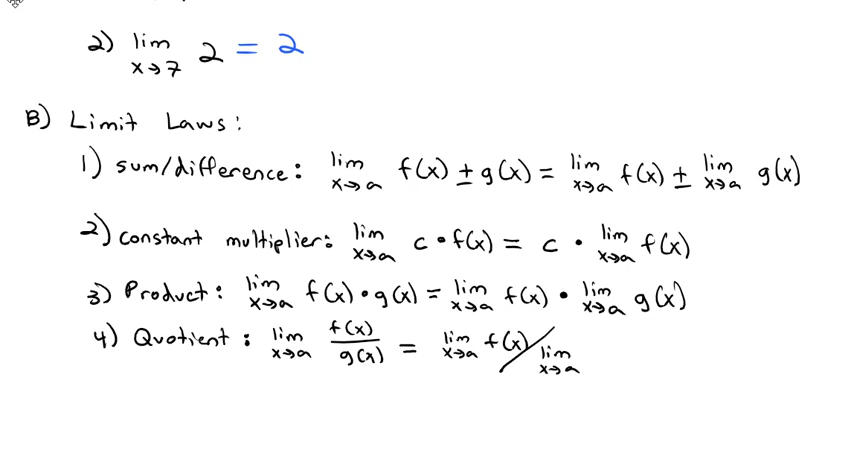 2) lim x→7 2 = 2
B) Limit Laws:
1) sum/difference: lim x→a f(x) ± g(x) = lim x→a f(x) ± lim x→a g(x)
2) constant multiplier: lim x→a c • f(x) = c • lim x→a f(x)
3) Product: lim x→a f(x) • g(x) = lim x→a f(x) • lim x→a g(x)
4) Quotient: lim x→a f(x)/g(x) = lim x→a f(x) / lim x→a